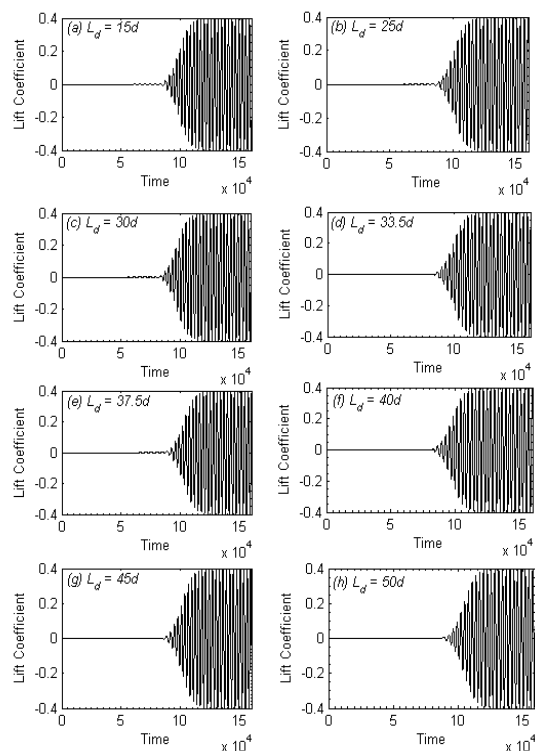 (a) L_d = 15d
Lift Coefficient
0.4
0.2
0
-0.2
-0.4
0 5 10 15
Time
x 10^4
(b) L_d = 25d
Lift Coefficient
0.4
0.2
0
-0.2
-0.4
0 5 10 15
Time
x 10^4
(c) L_d = 30d
Lift Coefficient
0.4
0.2
0
-0.2
-0.4
0 5 10 15
Time
x 10^4
(d) L_d = 33.5d
Lift Coefficient
0.4
0.2
0
-0.2
-0.4
0 5 10 15
Time
x 10^4
(e) L_d = 37.5d
Lift Coefficient
0.4
0.2
0
-0.2
-0.4
0 5 10 15
Time
x 10^4
(f) L_d = 40d
Lift Coefficient
0.4
0.2
0
-0.2
-0.4
0 5 10 15
Time
x 10^4
(g) L_d = 45d
Lift Coefficient
0.4
0.2
0
-0.2
-0.4
0 5 10 15
Time
x 10^4
(h) L_d = 50d
Lift Coefficient
0.4
0.2
0
-0.2
-0.4
0 5 10 15
Time
x 10^4